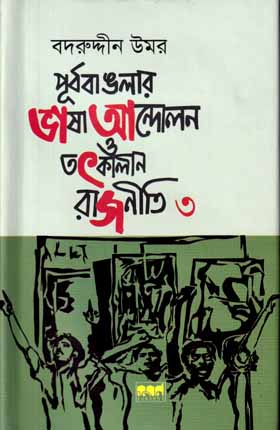 বদরুদ্দীন উমর
পূর্ববাঙলার
ভাষা আন্দোলন
ও
তৎকালীন
রাজনীতি ৩